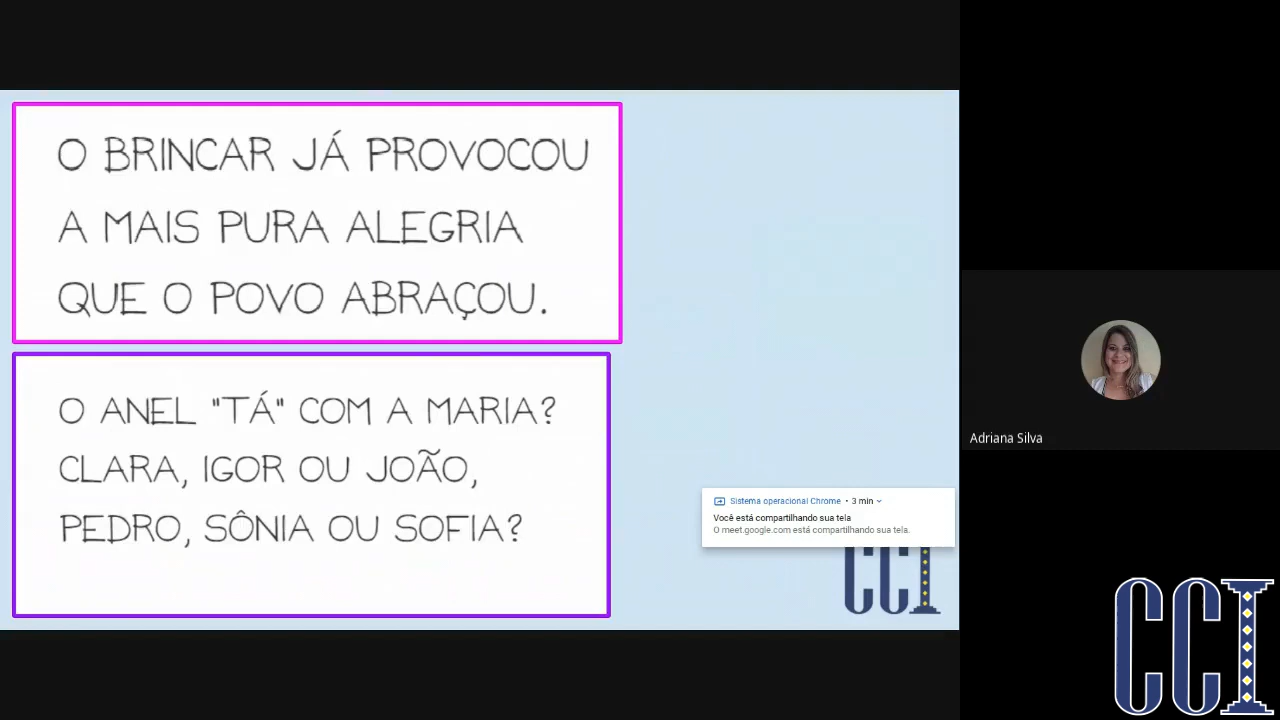 O BRINCAR JÁ PROVOCOU
A MAIS PURA ALEGRIA
QUE O POVO ABRAÇOU.
O ANEL "TÁ" COM A MARIA?
CLARA, IGOR OU JOÃO,
PEDRO, SÔNIA OU SOFIA?
Sistema operacional Chrome • 3 min
Você está compartilhando sua tela
O meet.google.com está compartilhando sua tela.
CCI
Adriana Silva
CCI